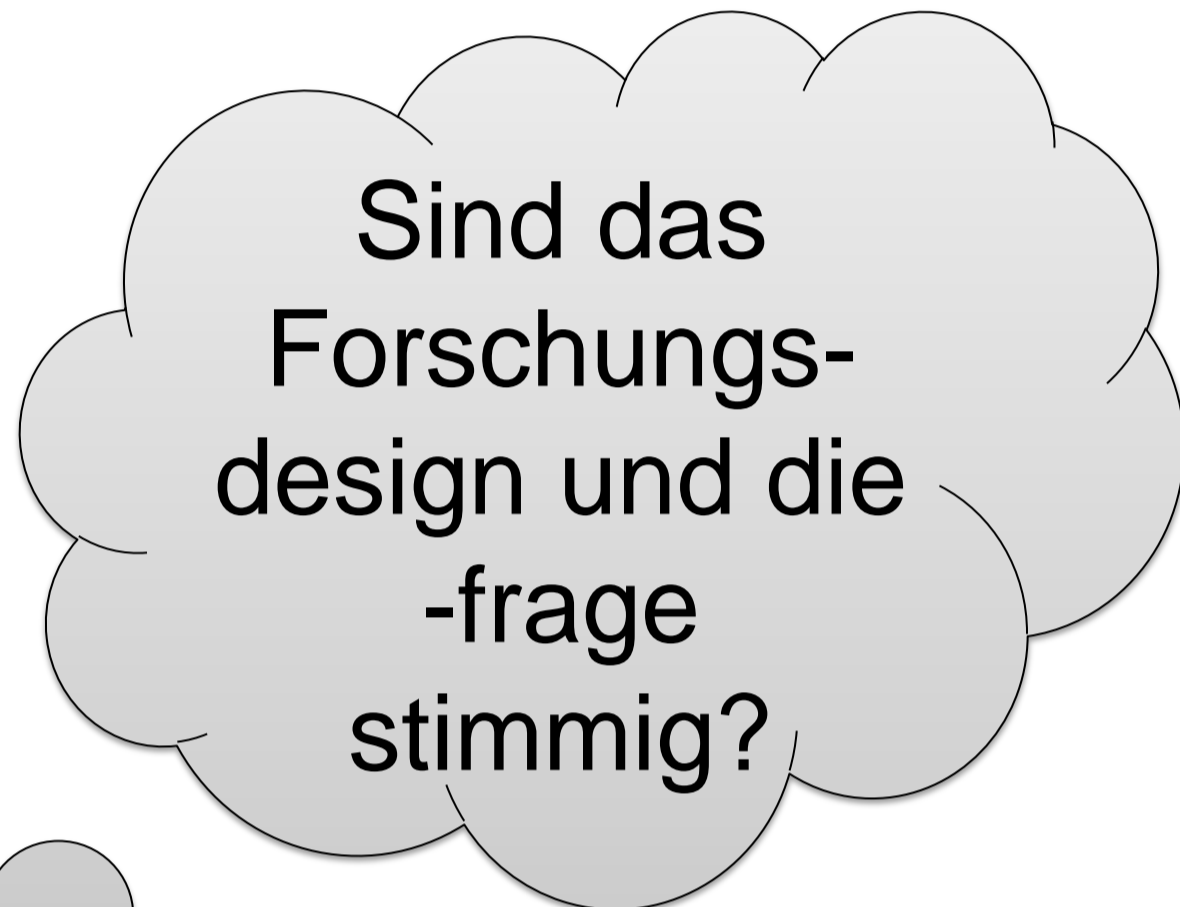 Sind das
Forschungs-
design und die
-frage
stimmig?